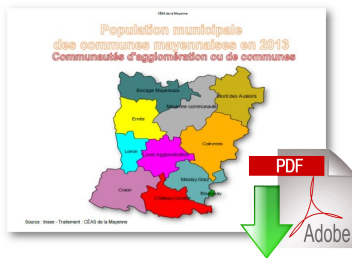 CÉAS de la Mayenne
Population municipale
des communes mayennaises en 2013
Communautés d'agglomération ou de communes
Bocage Mayennais
Mont des Avaloirs
Mayenne communauté
Ernée
Coëvrons
Loiron
Laval Agglomération
Meslay-Grez
Craon
Château-Gontier
Source : Insee - Traitement : CÉAS de la Mayenne
PDF
Adobe